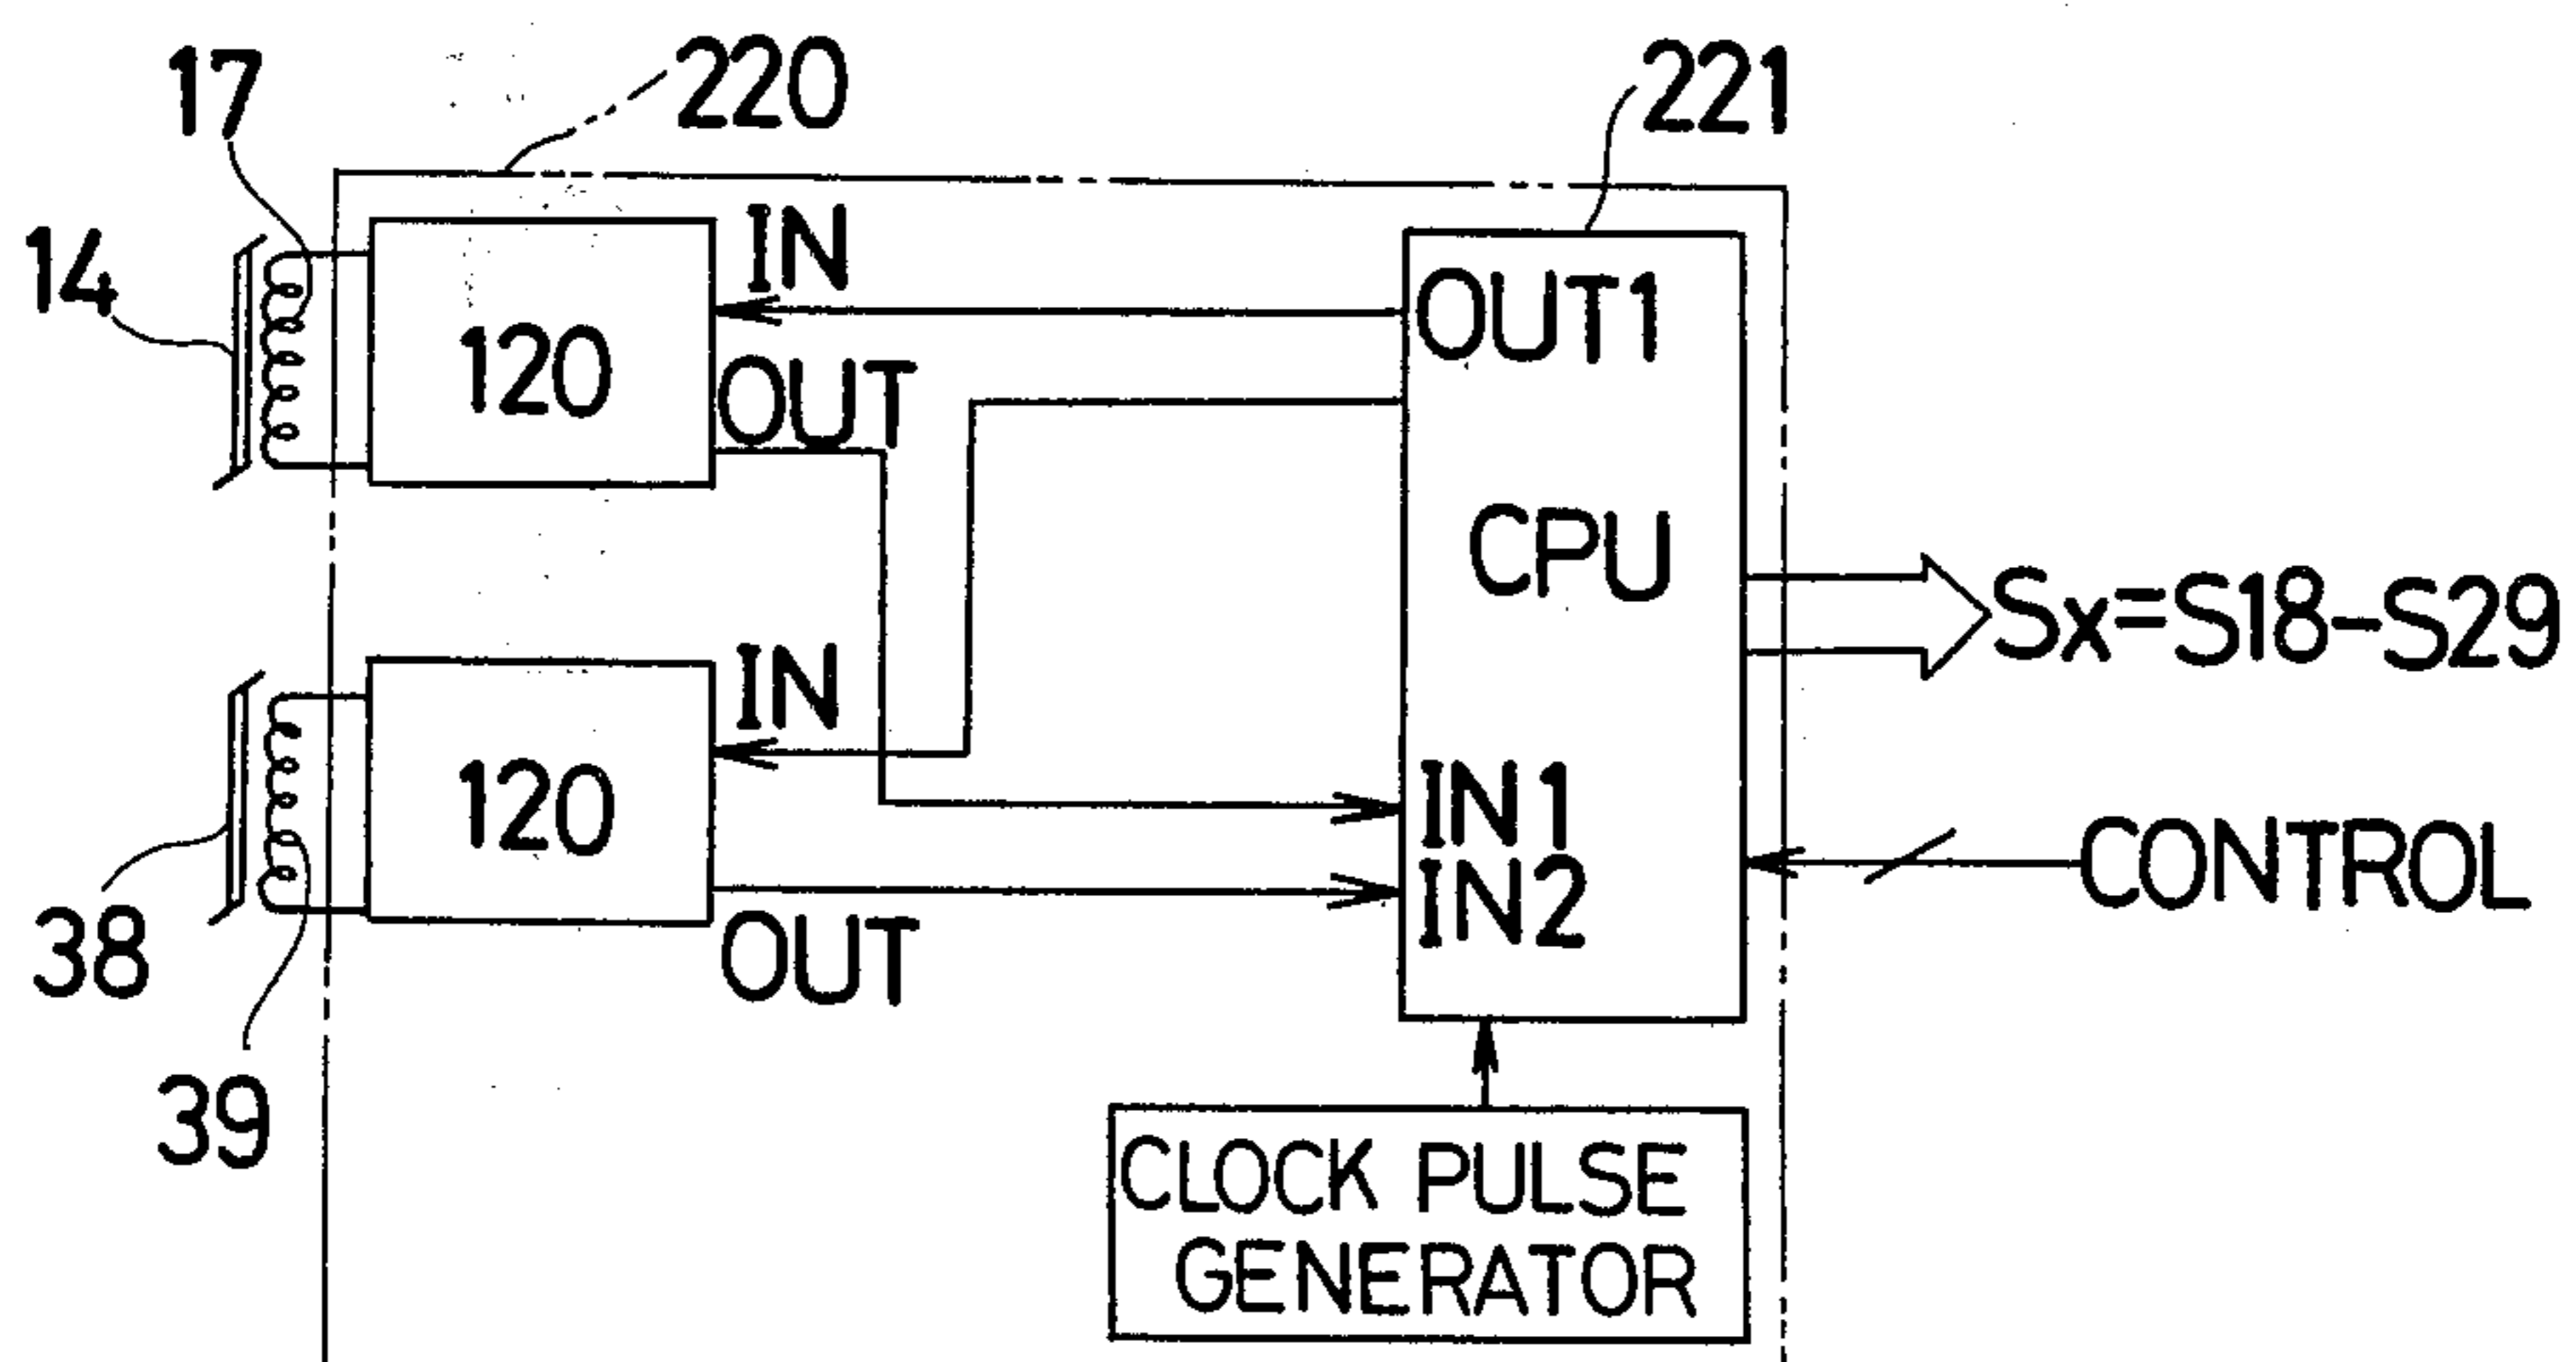 17
220
221
14
IN
OUT1
120
OUT
CPU
Sx=S18-S29
IN
120
IN1
CONTROL
IN2
38
OUT
39
CLOCK PULSE
GENERATOR